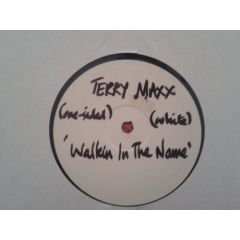 TERRY MAXX
(one-sided) (white)
'Walkin In The Name'